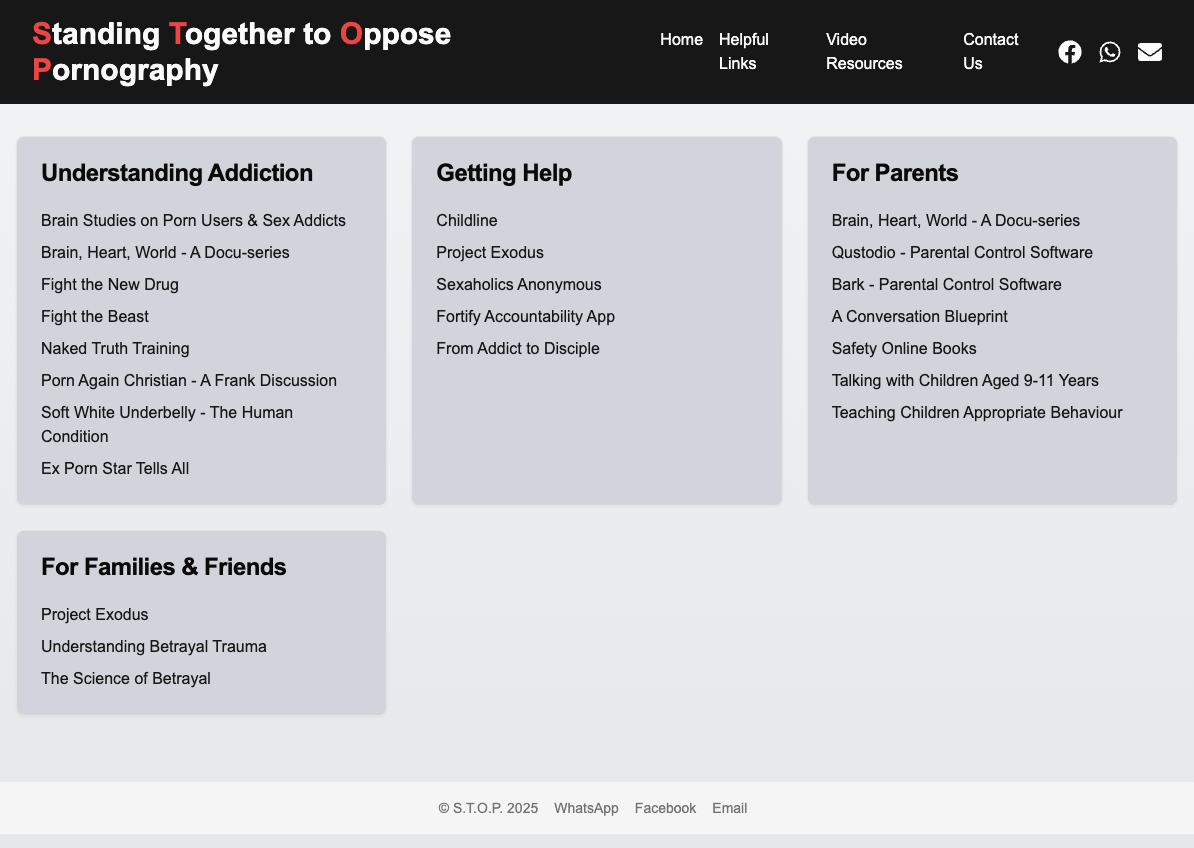 Standing Together to Oppose
Pornography
Home
Helpful
Links
Video
Resources
Contact
Us
Understanding Addiction
Brain Studies on Porn Users & Sex Addicts
Brain, Heart, World - A Docu-series
Fight the New Drug
Fight the Beast
Naked Truth Training
Porn Again Christian - A Frank Discussion
Soft White Underbelly - The Human
Condition
Ex Porn Star Tells All
Getting Help
Childline
Project Exodus
Sexaholics Anonymous
Fortify Accountability App
From Addict to Disciple
For Parents
Brain, Heart, World - A Docu-series
Qustodio - Parental Control Software
Bark - Parental Control Software
A Conversation Blueprint
Safety Online Books
Talking with Children Aged 9-11 Years
Teaching Children Appropriate Behaviour
For Families & Friends
Project Exodus
Understanding Betrayal Trauma
The Science of Betrayal
© S.T.O.P. 2025 WhatsApp Facebook Email